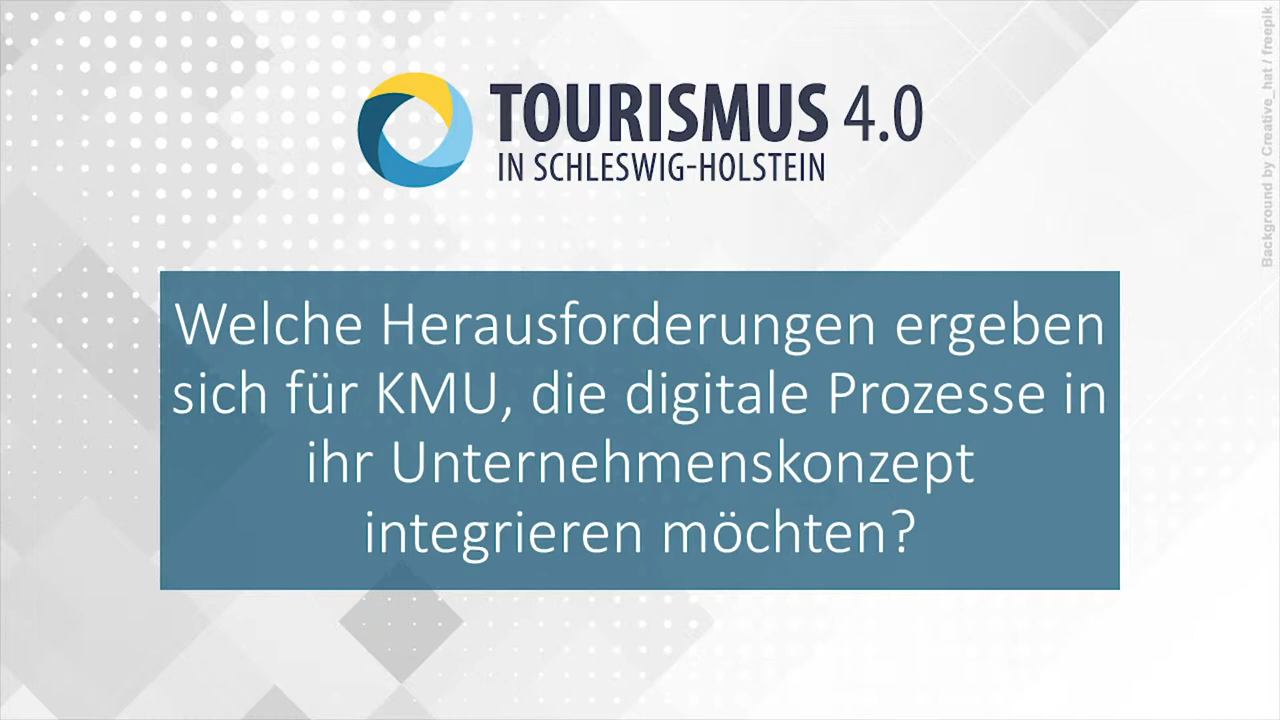 TOURISMUS 4.0
IN SCHLESWIG-HOLSTEIN
Welche Herausforderungen ergeben
sich für KMU, die digitale Prozesse in
ihr Unternehmenskonzept
integrieren möchten?
Background by Creative_hat / freepik